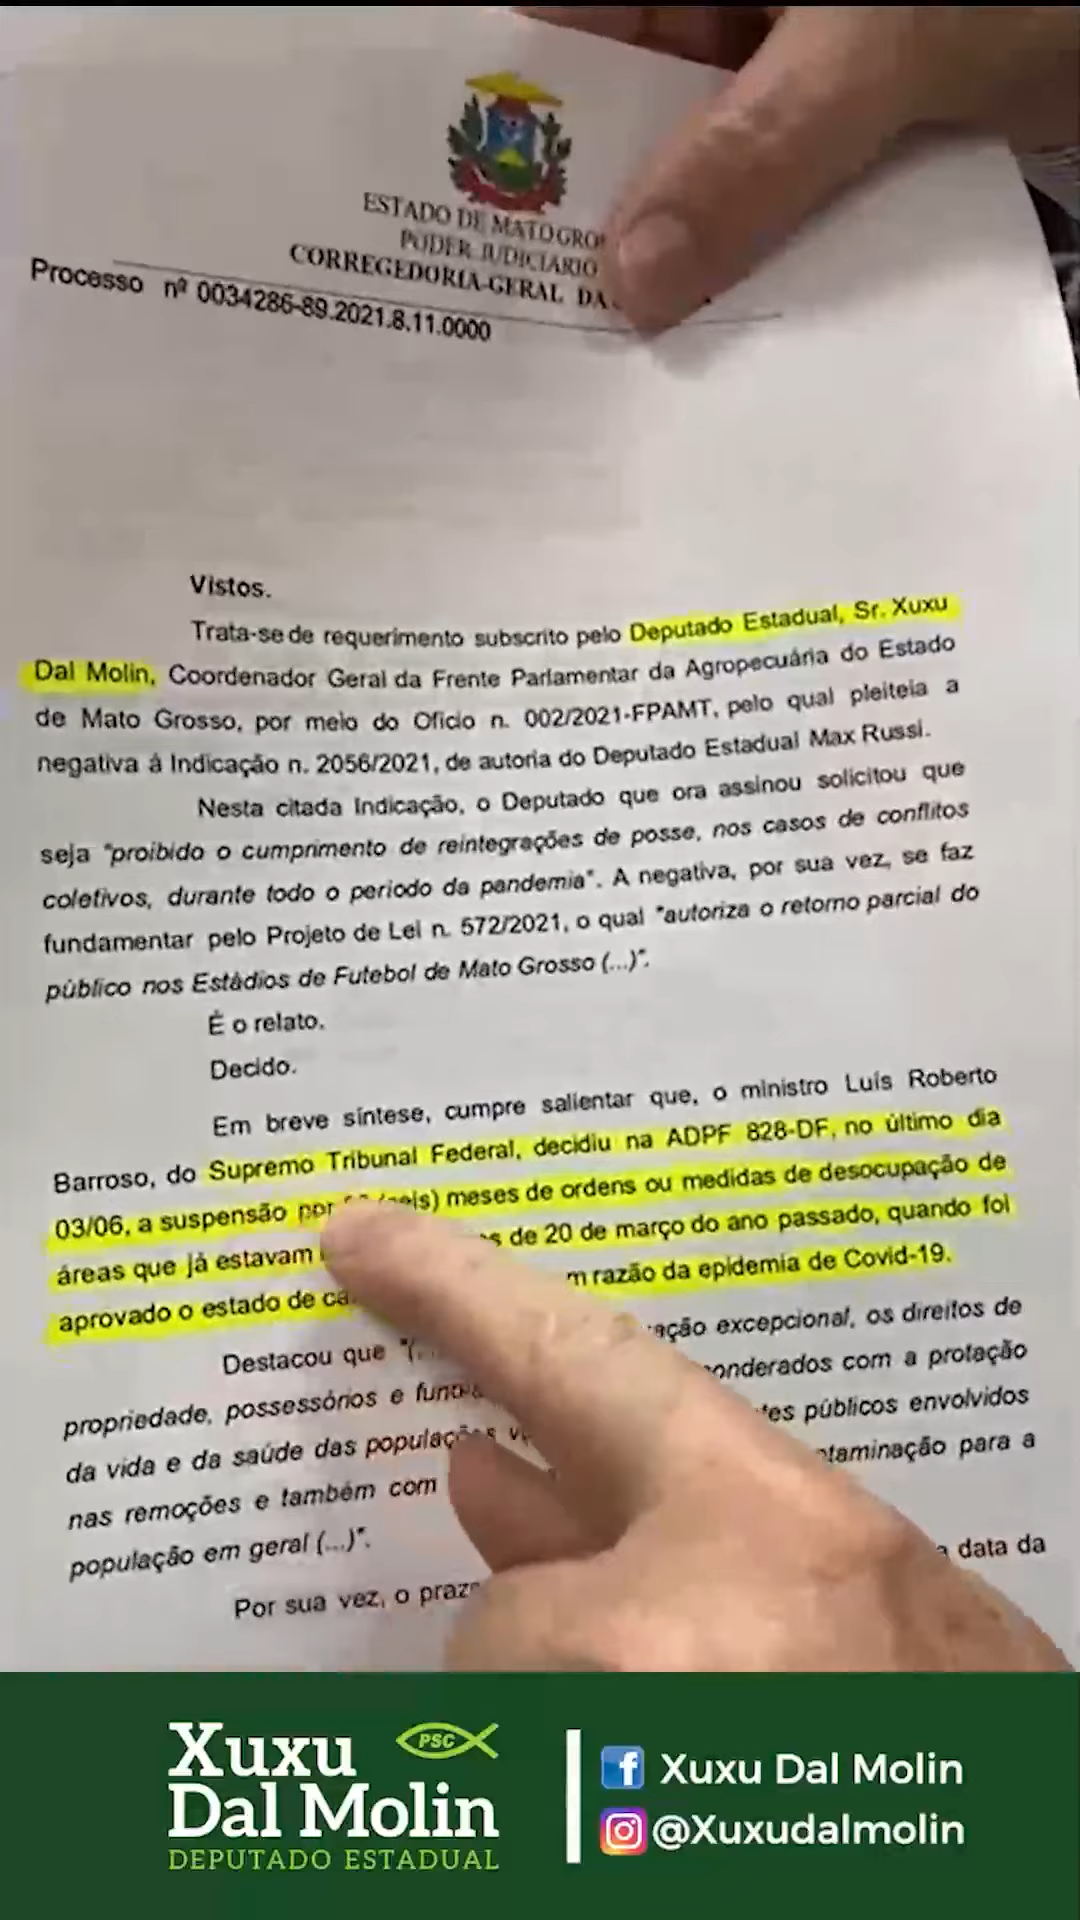 ESTADO DE MATO GRO
PODER JUDICIÁRIO
CORREGEDORIA-GERAL DA
Processo nº 0034286-89.2021.8.11.0000
Vistos.
Trata-se de requerimento subscrito pelo Deputado Estadual, Sr. Xuxu
Dal Molin, Coordenador Geral da Frente Parlamentar da Agropecuária do Estado
de Mato Grosso, por meio do Ofício n. 002/2021-FPAMT, pelo qual pleiteia a
negativa à Indicação n. 2056/2021, de autoria do Deputado Estadual Max Russi.
Nesta citada Indicação, o Deputado que ora assinou solicitou que
seja "proibido o cumprimento de reintegrações de posse, nos casos de conflitos
coletivos, durante todo o período da pandemia". A negativa, por sua vez, se faz
fundamentar pelo Projeto de Lei n. 572/2021, o qual "autoriza o retorno parcial do
público nos Estádios de Futebol de Mato Grosso (...)".
É o relato.
Decido.
Em breve síntese, cumpre salientar que, o ministro Luís Roberto
Barroso, do Supremo Tribunal Federal, decidiu na ADPF 828-DF, no último dia
03/06, a suspensão por (seis) meses de ordens ou medidas de desocupação de
áreas que já estavam de 20 de março do ano passado, quando foi
aprovado o estado de m razão da epidemia de Covid-19.
Destacou que "( ação excepcional, os direitos de
propriedade, possessórios e onderados com a proteção
da vida e da saúde das populações tes públicos envolvidos
nas remoções e também com taminação para a
população em geral (...)".
Por sua vez, o data da
Xuxu PSC
Dal Molin
DEPUTADO ESTADUAL
f Xuxu Dal Molin
@Xuxudalmolin